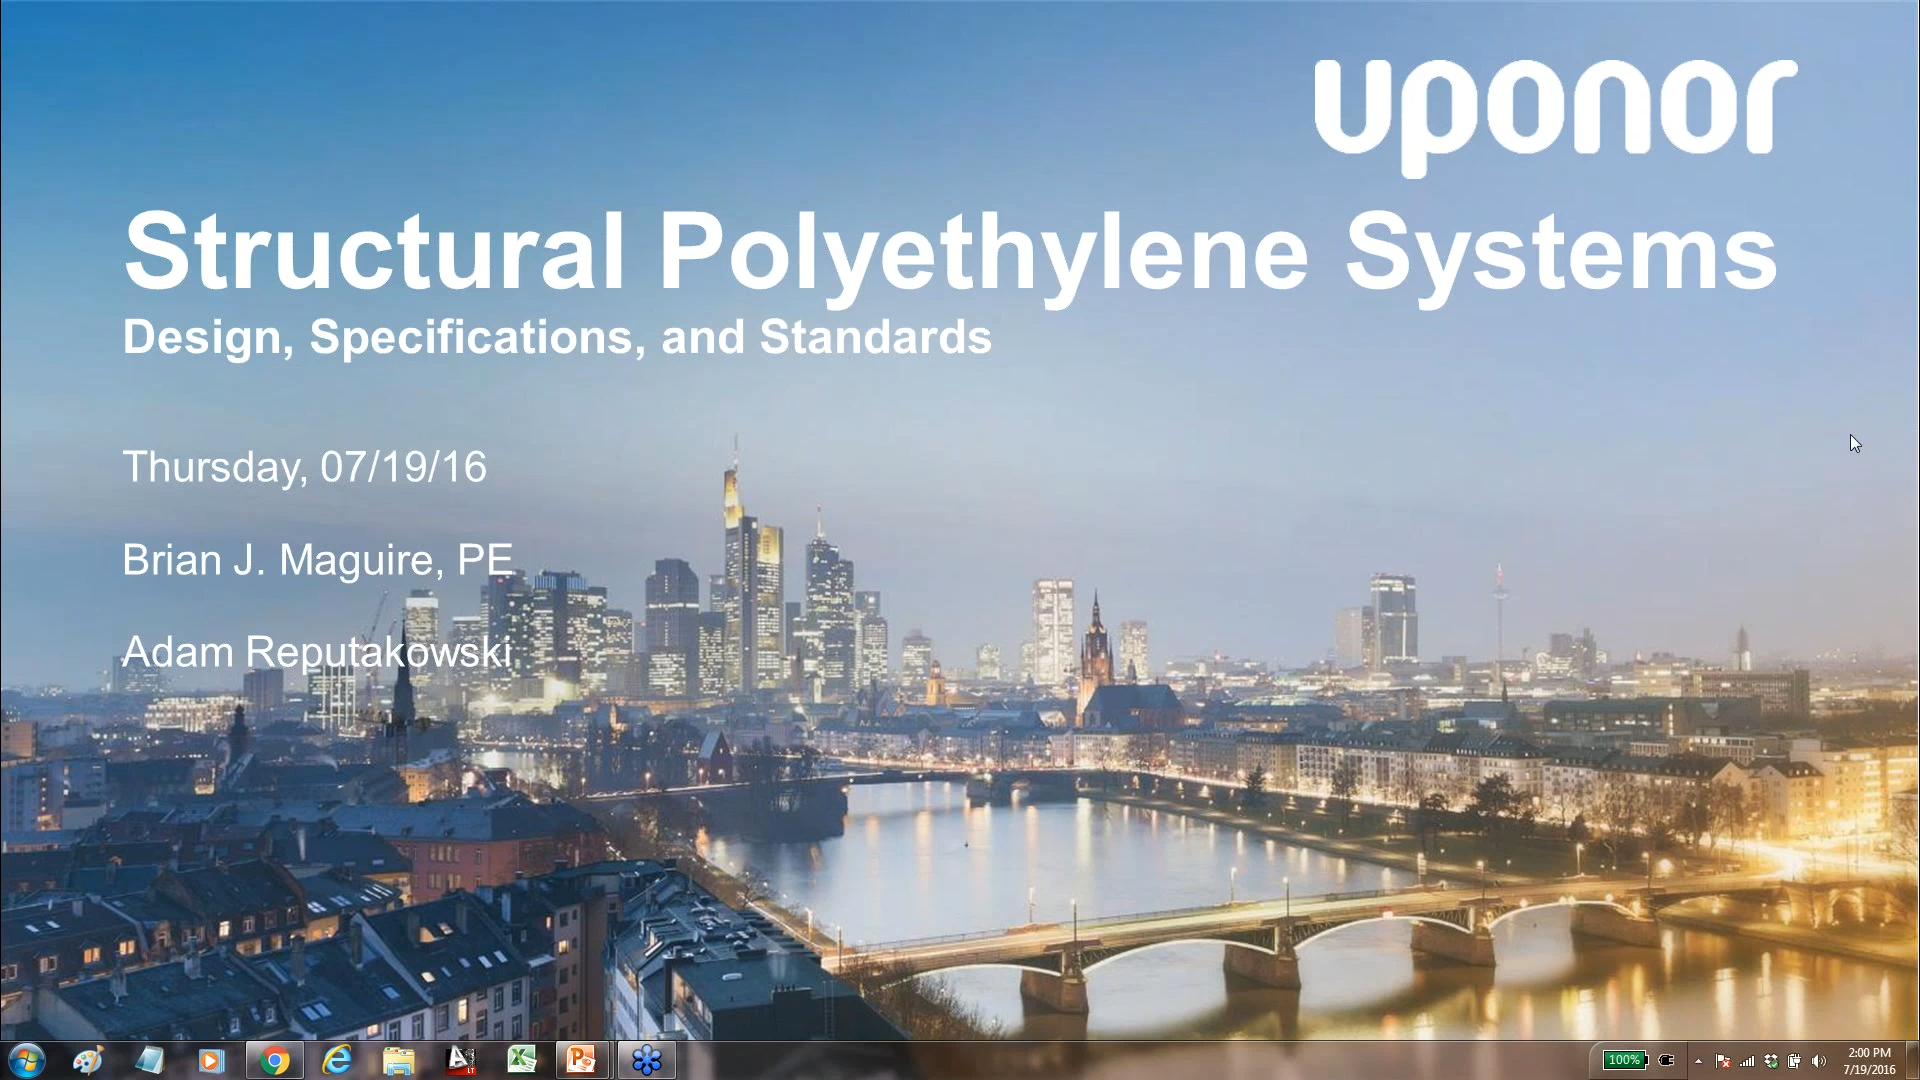 uponor
Structural Polyethylene Systems
Design, Specifications, and Standards
Thursday, 07/19/16
Brian J. Maguire, PE
Adam Reputakowski
100%
2:00 PM
7/19/2016